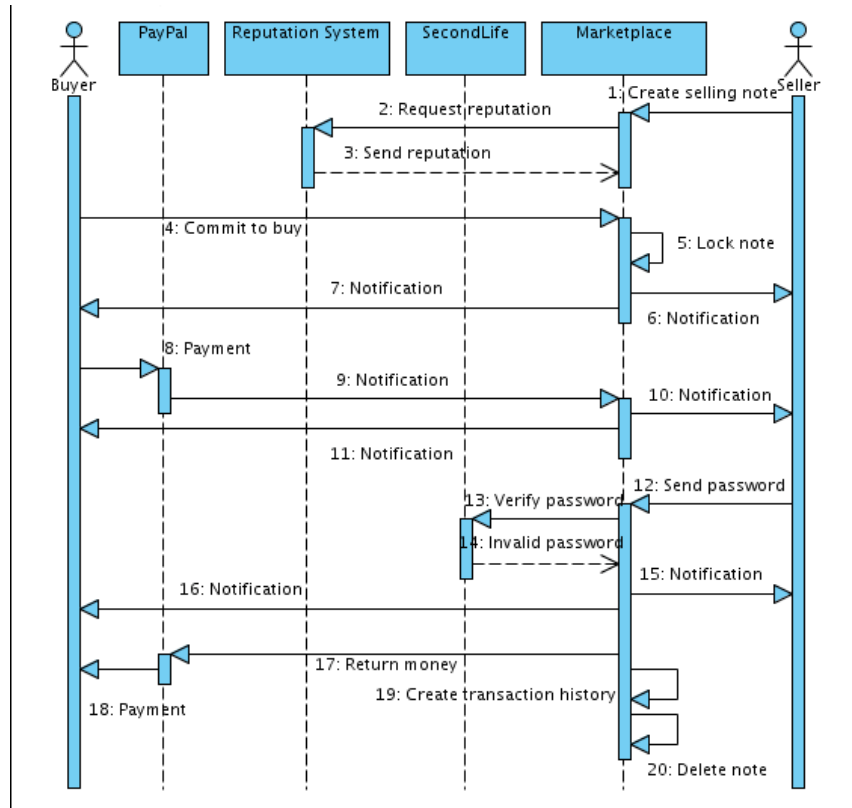 PayPal
Reputation System
SecondLife
Marketplace
Buyer
Seller
1: Create selling note
2: Request reputation
3: Send reputation
4: Commit to buy
5: Lock note
7: Notification
6: Notification
8: Payment
9: Notification
10: Notification
11: Notification
12: Send password
13: Verify password
14: Invalid password
15: Notification
16: Notification
17: Return money
19: Create transaction history
18: Payment
20: Delete note